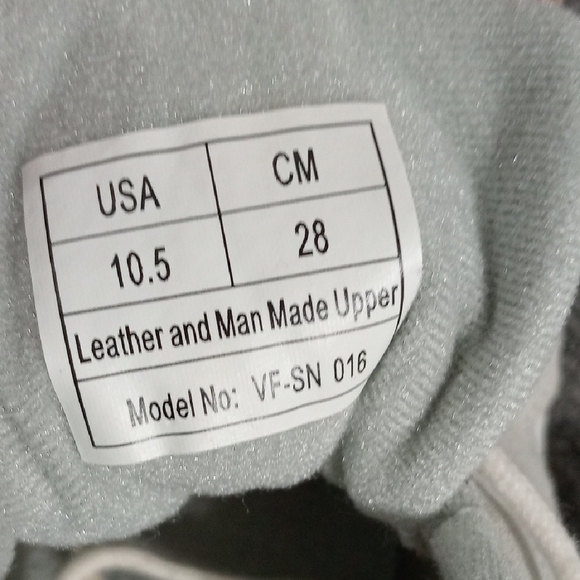 USA CM
10.5 28
Leather and Man Made Upper
Model No: VF-SN 016